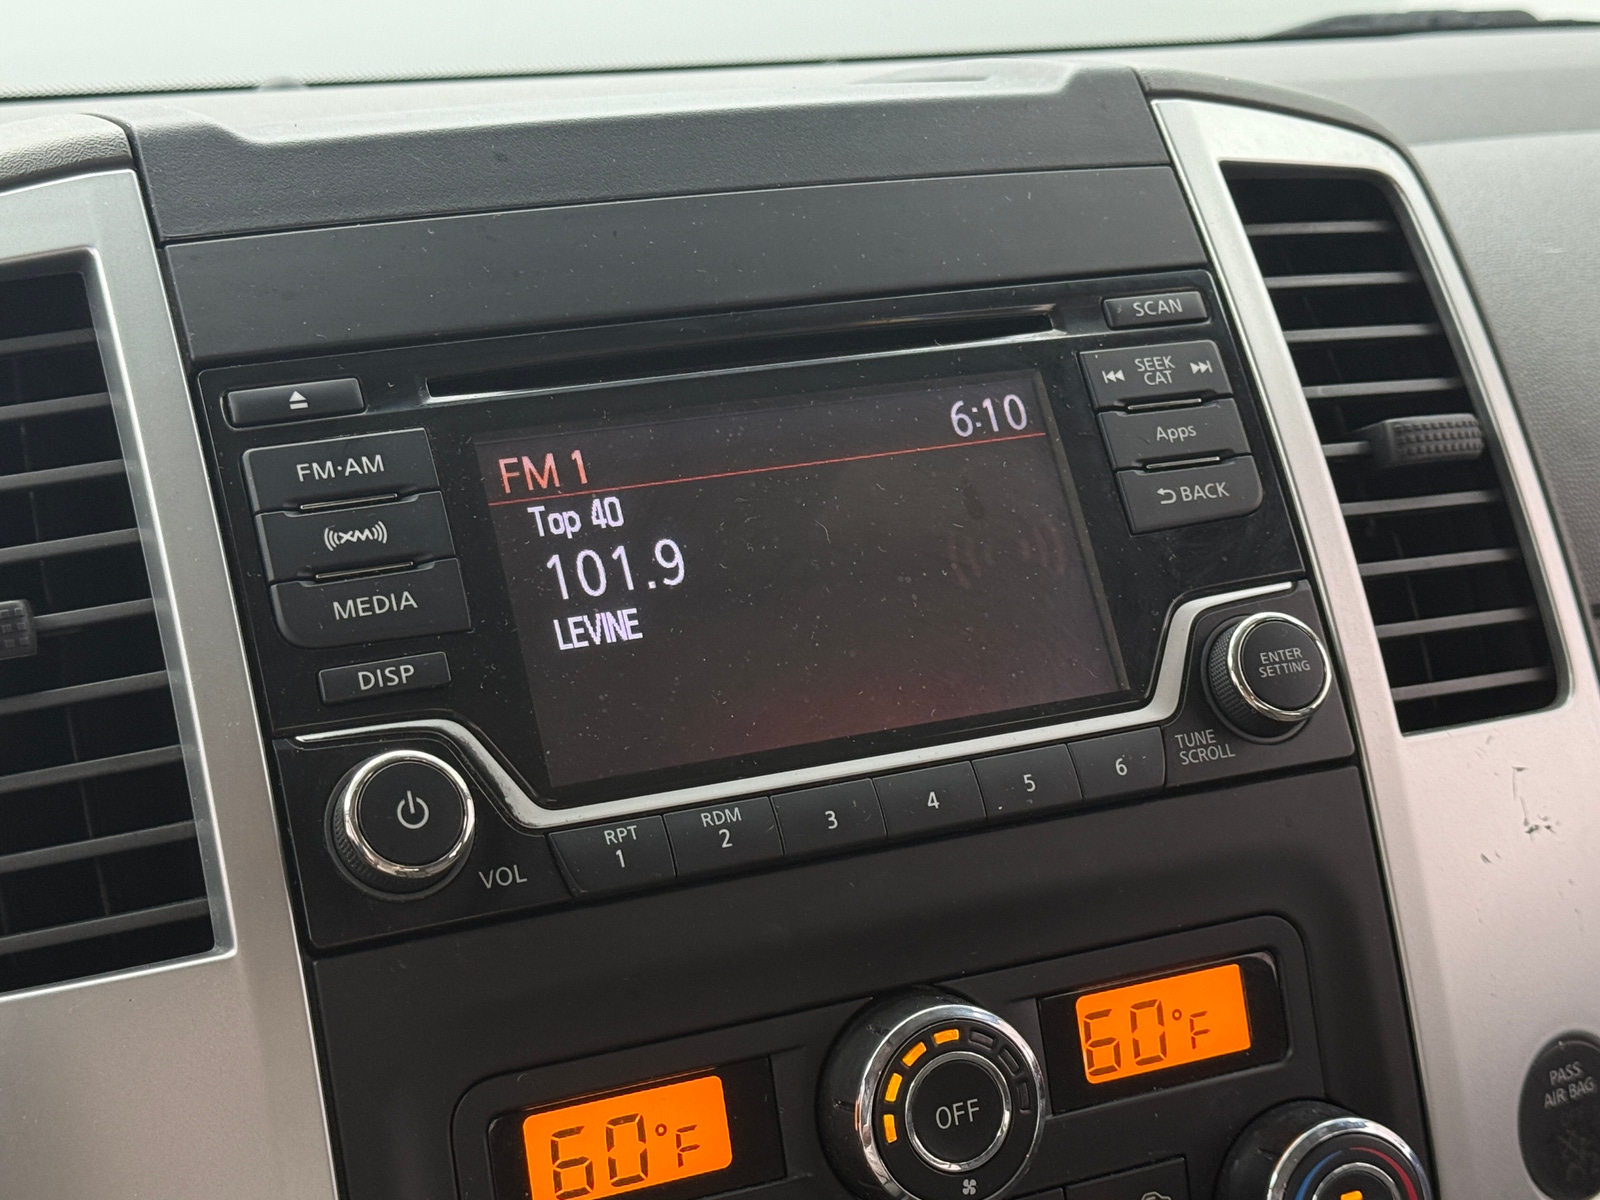 SCAN
SEEK
CAT
FM·AM
Apps
XM
BACK
MEDIA
DISP
6:10
FM 1
Top 40
101.9
LEVINE
ENTER
SETTING
TUNE
SCROLL
VOL
RPT
1
RDM
2
3
4
5
6
60°F
OFF
60°F
PASS
AIR BAG